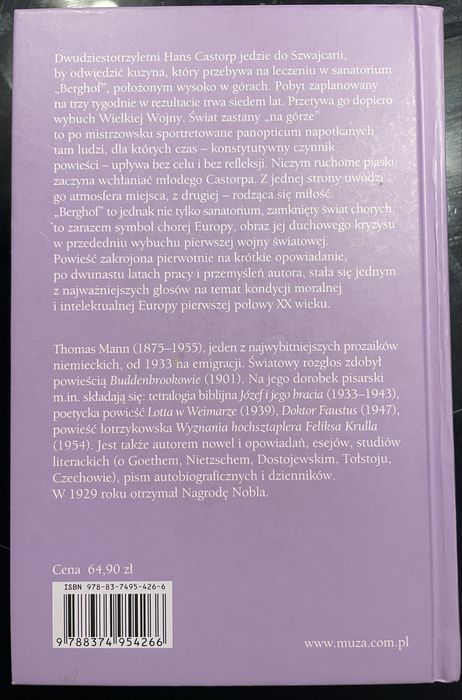 Dwudziestotrzyletni Hans Castorp jedzie do Szwajcarii,
by odwiedzić kuzyna, który przebywa na leczeniu w sanatorium
„Berghof”, położonym wysoko w górach. Pobyt zaplanowany
na trzy tygodnie w rezultacie trwa siedem lat. Przerywa go dopiero
wybuch Wielkiej Wojny. Świat zastany „na górze”
to po mistrzowsku sportretowane panopticum napotkanych
tam ludzi, dla których czas – konstytutywny czynnik
powieści – upływa bez celu i bez refleksji. Niczym ruchome piaski
zaczyna wchłaniać młodego Castorpa. Z jednej strony uwodzi
go atmosfera miejsca, z drugiej – rodząca się miłość.
„Berghof” to jednak nie tylko sanatorium, zamknięty świat chorych,
to zarazem symbol chorej Europy, obraz jej duchowego kryzysu
w przededniu wybuchu pierwszej wojny światowej.
Powieść zakrojona pierwotnie na krótkie opowiadanie,
po dwunastu latach pracy i przemyśleń autora, stała się jednym
z najważniejszych głosów na temat kondycji moralnej
i intelektualnej Europy pierwszej połowy XX wieku.
Thomas Mann (1875–1955), jeden z najwybitniejszych prozaików
niemieckich, od 1933 na emigracji. Światowy rozgłos zdobył
powieścią Buddenbrookowie (1901). Na jego dorobek pisarski
m.in. składają się: tetralogia biblijna Józef i jego bracia (1933–1943),
poetycka powieść Lotta w Weimarze (1939), Doktor Faustus (1947),
powieść łotrzykowska Wyznania hochsztaplera Feliksa Krulla
(1954). Jest także autorem nowel i opowiadań, esejów, studiów
literackich (o Goethem, Nietzschem, Dostojewskim, Tołstoju,
Czechowie), pism autobiograficznych i dzienników.
W 1929 roku otrzymał Nagrodę Nobla.
Cena 64,90 zł
ISBN 978-83-7495-426-6
9 788374 954266
www.muza.com.pl